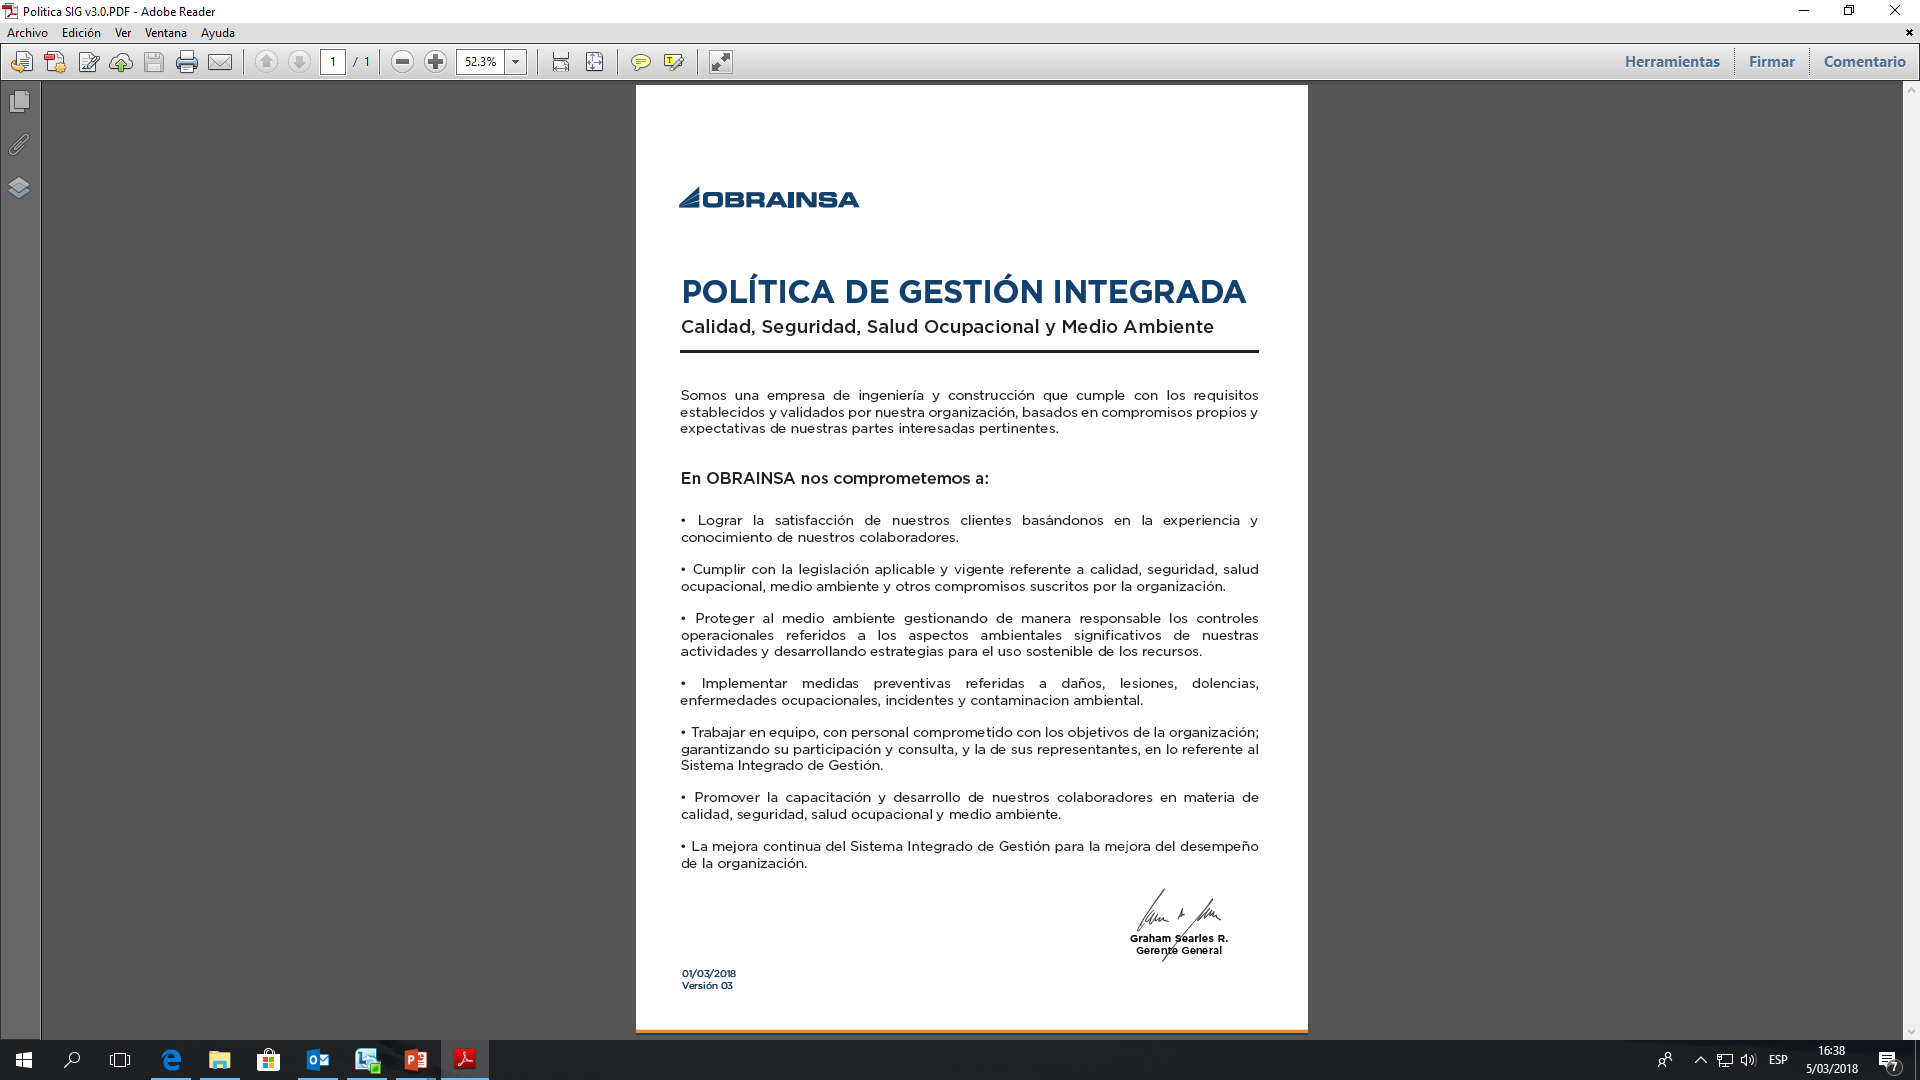 Politica SIG v3.0.PDF - Adobe Reader
Archivo Edición Ver Ventana Ayuda
1 / 1 52.3% Herramientas Firmar Comentario
OBRAINSA
POLÍTICA DE GESTIÓN INTEGRADA
Calidad, Seguridad, Salud Ocupacional y Medio Ambiente
Somos una empresa de ingeniería y construcción que cumple con los requisitos
establecidos y validados por nuestra organización, basados en compromisos propios y
expectativas de nuestras partes interesadas pertinentes.
En OBRAINSA nos comprometemos a:
• Lograr la satisfacción de nuestros clientes basándonos en la experiencia y
conocimiento de nuestros colaboradores.
• Cumplir con la legislación aplicable y vigente referente a calidad, seguridad, salud
ocupacional, medio ambiente y otros compromisos suscritos por la organización.
• Proteger al medio ambiente gestionando de manera responsable los controles
operacionales referidos a los aspectos ambientales significativos de nuestras
actividades y desarrollando estrategias para el uso sostenible de los recursos.
• Implementar medidas preventivas referidas a daños, lesiones, dolencias,
enfermedades ocupacionales, incidentes y contaminacion ambiental.
• Trabajar en equipo, con personal comprometido con los objetivos de la organización;
garantizando su participación y consulta, y la de sus representantes, en lo referente al
Sistema Integrado de Gestión.
• Promover la capacitación y desarrollo de nuestros colaboradores en materia de
calidad, seguridad, salud ocupacional y medio ambiente.
• La mejora continua del Sistema Integrado de Gestión para la mejora del desempeño
de la organización.
Graham Searles R.
Gerente General
01/03/2018
Versión 03
ESP
16:38
5/03/2018
7